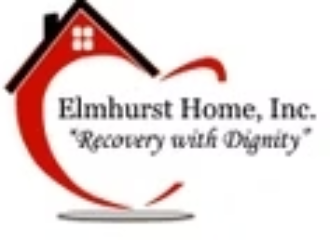 Elmhurst Home, Inc.
“Recovery with Dignity”